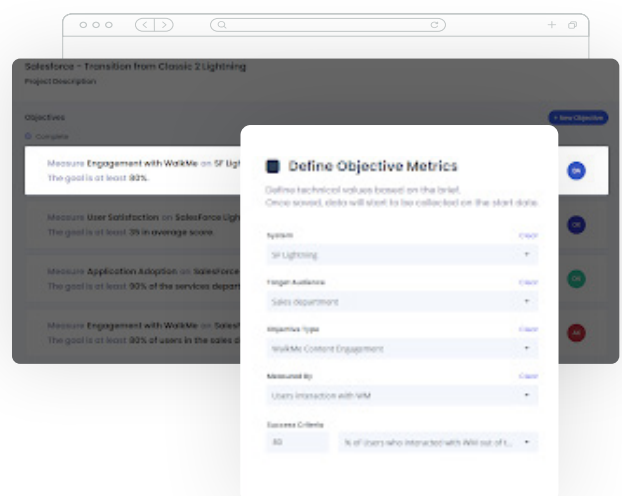 Salesforce - Transition from Classic 2 Lightning
Project Description
Objectives
+ New Objective
Complete
Measure Engagement with WalkMe on SF Ligh
The goal is at least 80%.
Measure User Satisfaction on SalesForce Ligh
The goal is at least 35 in average score.
Measure Application Adoption on Salesforce
The goal is at least 90% of the services depart
Measure Engagement with WalkMe on Salesf
The goal is at least 80% of users in the sales d
Define Objective Metrics
Define technical values based on the brief.
Once saved, data will start to be collected on the start date.
System
Clear
SF Lightning
Target Audience
Clear
Sales department
Objective Type
Clear
WalkMe Content Engagement
Measured By
Clear
Users interaction with WM
Success Criteria
80
% of Users who interacted with WM out of t...